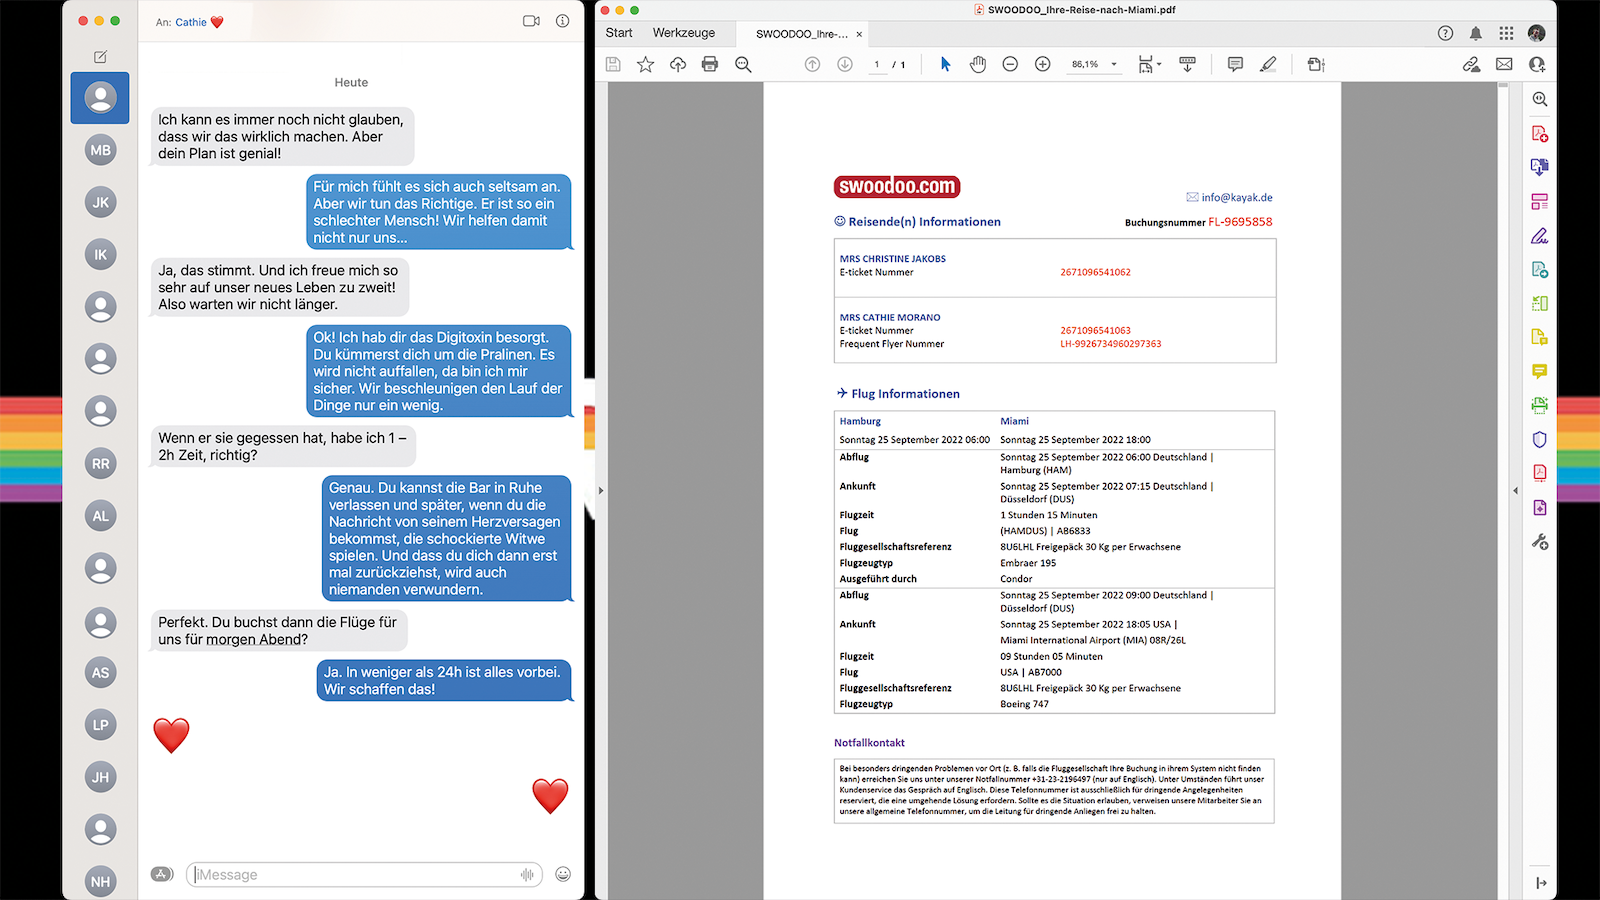 An: Cathie ❤️
MB
JK
IK
RR
AL
AS
LP
JH
NH
Heute
Ich kann es immer noch nicht glauben,
dass wir das wirklich machen. Aber
dein Plan ist genial!
Für mich fühlt es sich auch seltsam an.
Aber wir tun das Richtige. Er ist so ein
schlechter Mensch! Wir helfen damit
nicht nur uns...
Ja, das stimmt. Und ich freue mich so
sehr auf unser neues Leben zu zweit!
Also warten wir nicht länger.
Ok! Ich hab dir das Digitoxin besorgt.
Du kümmerst dich um die Pralinen. Es
wird nicht auffallen, da bin ich mir
sicher. Wir beschleunigen den Lauf der
Dinge nur ein wenig.
Wenn er sie gegessen hat, habe ich 1 –
2h Zeit, richtig?
Genau. Du kannst die Bar in Ruhe
verlassen und später, wenn du die
Nachricht von seinem Herzversagen
bekommst, die schockierte Witwe
spielen. Und dass du dich dann erst
mal zurückziehst, wird auch
niemanden verwundern.
Perfekt. Du buchst dann die Flüge für
uns für morgen Abend?
Ja. In weniger als 24h ist alles vorbei.
Wir schaffen das!
❤️
❤️
iMessage
SWOODOO_Ihre-Reise-nach-Miami.pdf
Start Werkzeuge SWOODOO_Ihre-... ×
1 / 1 86,1%
swoodoo.com
info@kayak.de
☺ Reisende(n) Informationen Buchungsnummer FL-9695858
MRS CHRISTINE JAKOBS
E-ticket Nummer 2671096541062
MRS CATHIE MORANO
E-ticket Nummer 2671096541063
Frequent Flyer Nummer LH-9926734960297363
✈ Flug Informationen
Hamburg Miami
Sonntag 25 September 2022 06:00 Sonntag 25 September 2022 18:00
Abflug Sonntag 25 September 2022 06:00 Deutschland |
Hamburg (HAM)
Ankunft Sonntag 25 September 2022 07:15 Deutschland |
Düsseldorf (DUS)
Flugzeit 1 Stunden 15 Minuten
Flug (HAMDUS) | AB6833
Fluggesellschaftsreferenz 8U6LHL Freigepäck 30 Kg per Erwachsene
Flugzeugtyp Embraer 195
Ausgeführt durch Condor
Abflug Sonntag 25 September 2022 09:00 Deutschland |
Düsseldorf (DUS)
Ankunft Sonntag 25 September 2022 18:05 USA |
Miami International Airport (MIA) 08R/26L
Flugzeit 09 Stunden 05 Minuten
Flug USA | AB7000
Fluggesellschaftsreferenz 8U6LHL Freigepäck 30 Kg per Erwachsene
Flugzeugtyp Boeing 747
Notfallkontakt
Bei besonders dringenden Problemen vor Ort (z. B. falls die Fluggesellschaft Ihre Buchung in ihrem System nicht finden
kann) erreichen Sie uns unter unserer Notfallnummer +31-23-2196497 (nur auf Englisch). Unter Umständen führt unser
Kundenservice das Gespräch auf Englisch. Diese Telefonnummer ist ausschließlich für dringende Angelegenheiten
reserviert, die eine umgehende Lösung erfordern. Sollte es die Situation erlauben, verweisen unsere Mitarbeiter Sie an
unsere allgemeine Telefonnummer, um die Leitung für dringende Anliegen frei zu halten.